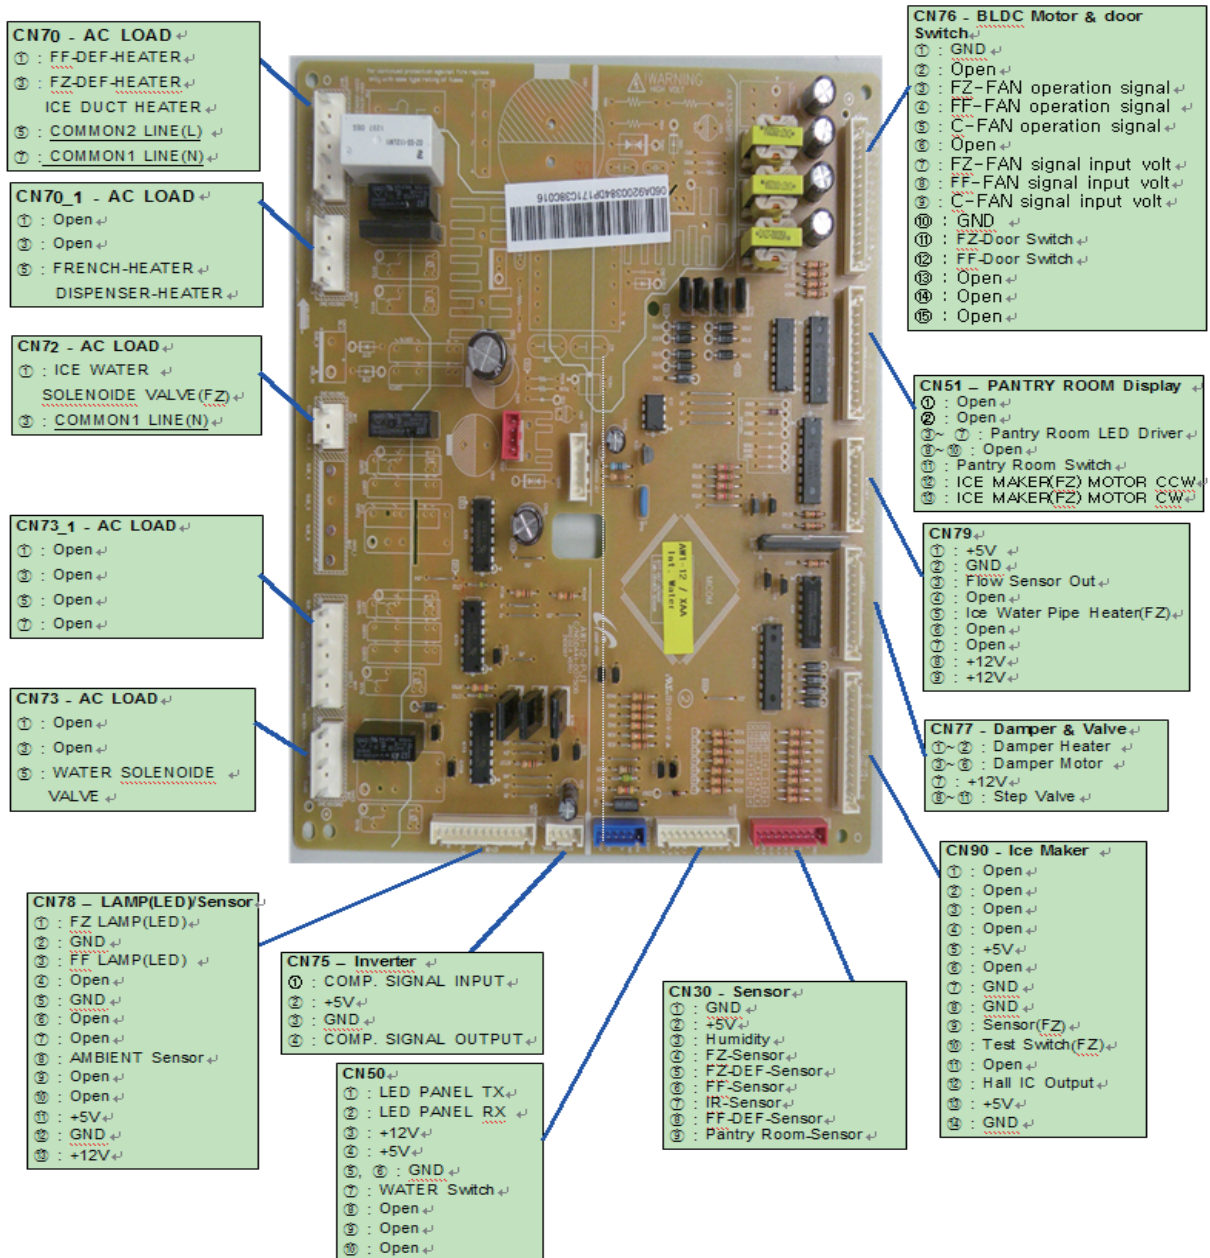 CN70 - AC LOAD
① : FF-DEF-HEATER
③ : FZ-DEF-HEATER
ICE DUCT HEATER
⑤ : COMMON2 LINE(L)
⑦ : COMMON1 LINE(N)
CN70_1 - AC LOAD
① : Open
③ : Open
⑤ : FRENCH-HEATER
DISPENSER-HEATER
CN72 - AC LOAD
① : ICE WATER
SOLENOIDE VALVE(FZ)
③ : COMMON1 LINE(N)
CN73_1 - AC LOAD
① : Open
③ : Open
⑤ : Open
⑦ : Open
CN73 - AC LOAD
① : Open
③ : Open
⑤ : WATER SOLENOIDE
VALVE
CN78 – LAMP(LED)/Sensor
① : FZ LAMP(LED)
② : GND
③ : FF LAMP(LED)
④ : Open
⑤ : GND
⑥ : Open
⑦ : Open
⑧ : AMBIENT Sensor
⑨ : Open
⑩ : Open
⑪ : +5V
⑫ : GND
⑬ : +12V
CN75 – Inverter
① : COMP. SIGNAL INPUT
② : +5V
③ : GND
④ : COMP. SIGNAL OUTPUT
CN50
① : LED PANEL TX
② : LED PANEL RX
③ : +12V
④ : +5V
⑤, ⑥ : GND
⑦ : WATER Switch
⑧ : Open
⑨ : Open
⑩ : Open
CN30 - Sensor
① : GND
② : +5V
③ : Humidity
④ : FZ-Sensor
⑤ : FZ-DEF-Sensor
⑥ : FF-Sensor
⑦ : IR-Sensor
⑧ : FF-DEF-Sensor
⑨ : Pantry Room-Sensor
CN76 - BLDC Motor & door
Switch
① : GND
② : Open
③ : FZ-FAN operation signal
④ : FF-FAN operation signal
⑤ : C-FAN operation signal
⑥ : Open
⑦ : FZ-FAN signal input volt
⑧ : FF-FAN signal input volt
⑨ : C-FAN signal input volt
⑩ : GND
⑪ : FZ-Door Switch
⑫ : FF-Door Switch
⑬ : Open
⑭ : Open
⑮ : Open
CN51 – PANTRY ROOM Display
① : Open
② : Open
③~ ⑦ : Pantry Room LED Driver
⑧~⑩ : Open
⑪ : Pantry Room Switch
⑫ : ICE MAKER(FZ) MOTOR CCW
⑬ : ICE MAKER(FZ) MOTOR CW
CN79
① : +5V
② : GND
③ : Flow Sensor Out
④ : Open
⑤ : Ice Water Pipe Heater(FZ)
⑥ : Open
⑦ : Open
⑧ : +12V
⑨ : +12V
CN77 - Damper & Valve
①~ ② : Damper Heater
③~ ⑥ : Damper Motor
⑦ : +12V
⑧~ ⑪ : Step Valve
CN90 - Ice Maker
① : Open
② : Open
③ : Open
④ : Open
⑤ : +5V
⑥ : Open
⑦ : GND
⑧ : GND
⑨ : Sensor(FZ)
⑩ : Test Switch(FZ)
⑪ : Open
⑫ : Hall IC Output
⑬ : +5V
⑭ : GND
WARNING
HIGH VOLT
AW1-12 / XAA
Int. Water
MICOM